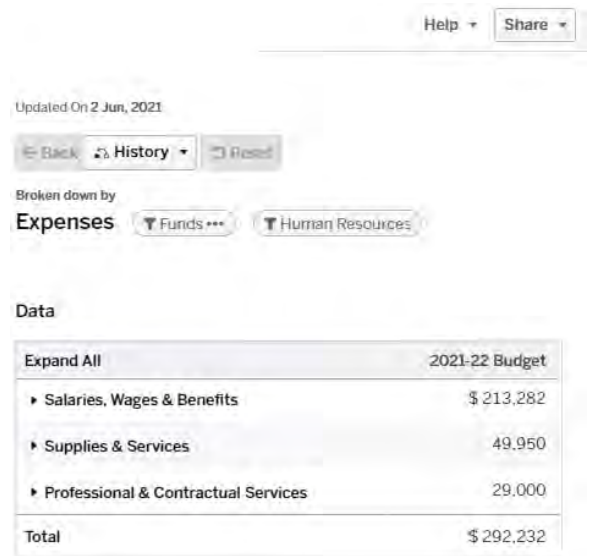 Help Share
Updated On 2 Jun, 2021
Back History Reset
Broken down by
Expenses Funds ••• Human Resources
Data
Expand All 2021-22 Budget
Salaries, Wages & Benefits $ 213,282
Supplies & Services 49,950
Professional & Contractual Services 29,000
Total $ 292,232